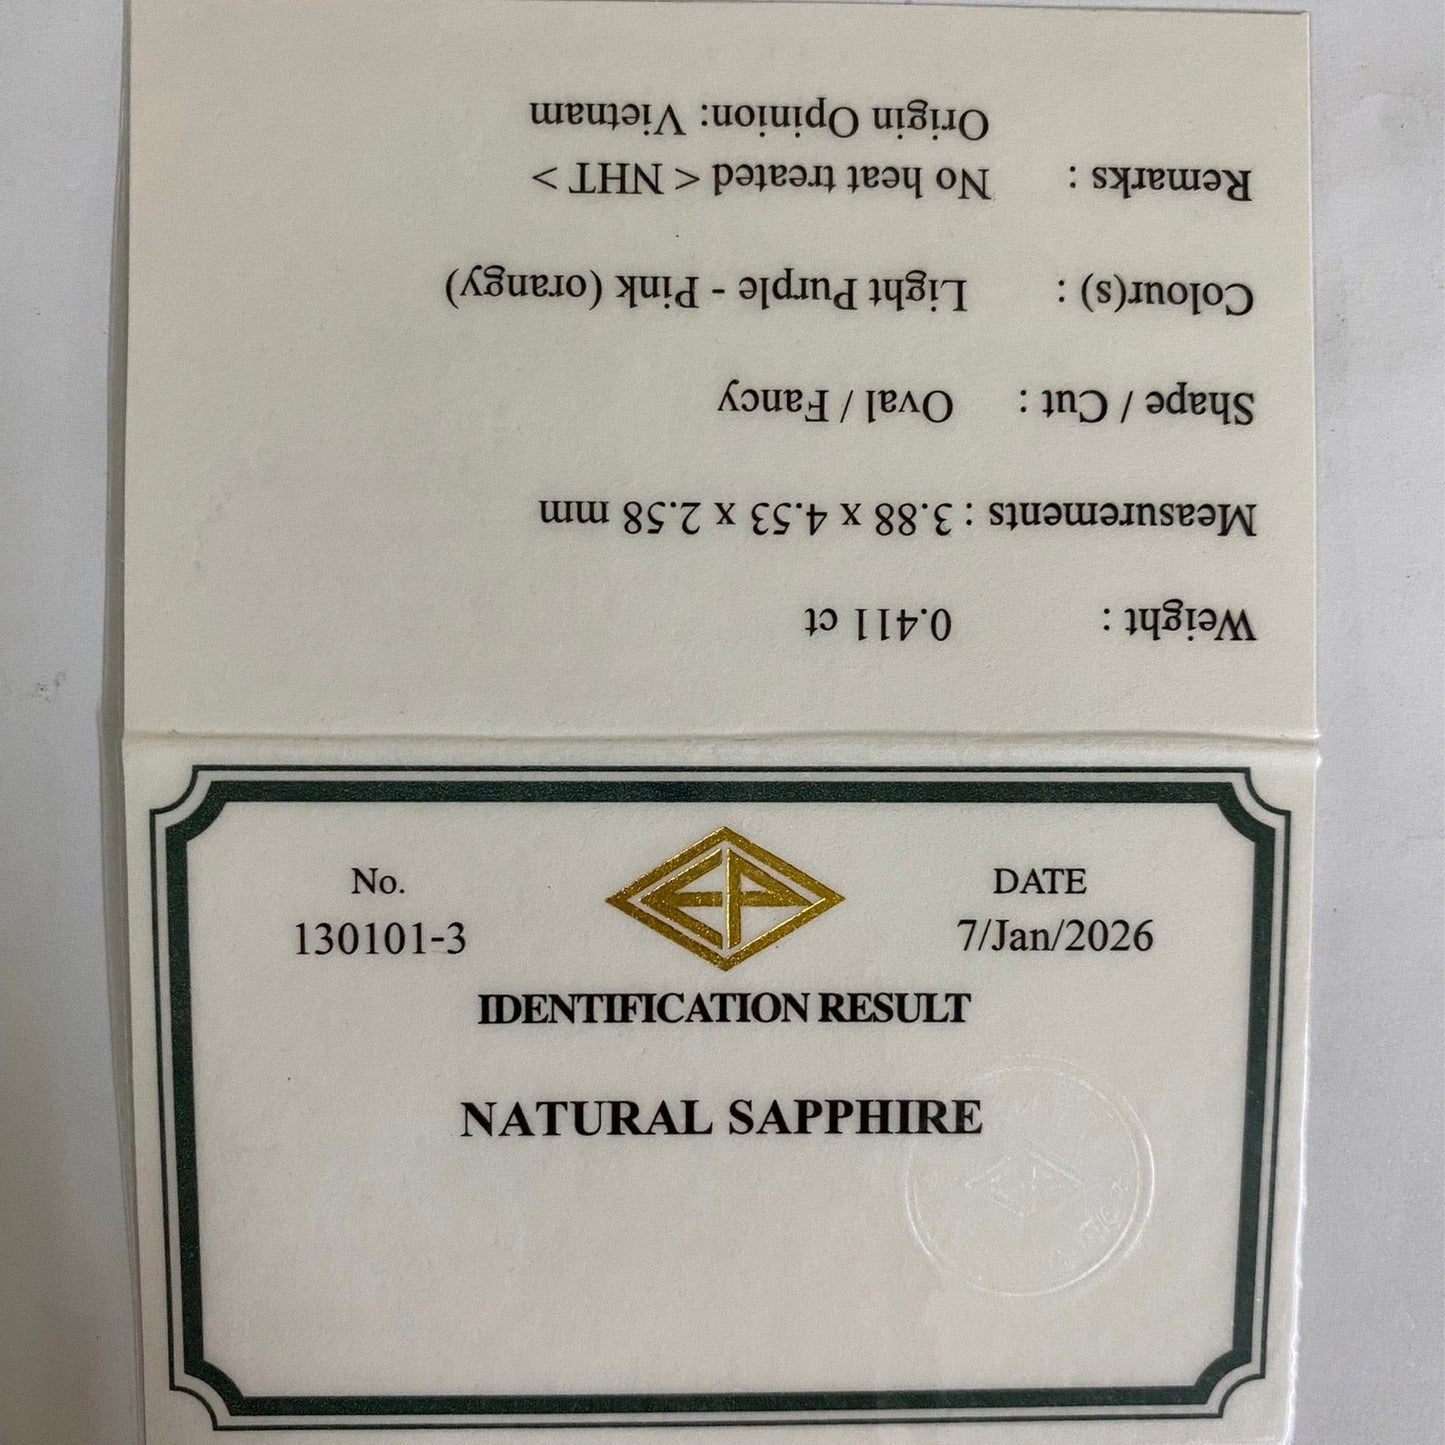 Origin Opinion: Vietnam
Remarks : No heat treated < NHT >
Colour(s) : Light Purple - Pink (orangy)
Shape / Cut : Oval / Fancy
Measurements : 3.88 x 4.53 x 2.58 mm
Weight : 0.411 ct
No. DATE
130101-3 7/Jan/2026
EP
IDENTIFICATION RESULT
NATURAL SAPPHIRE